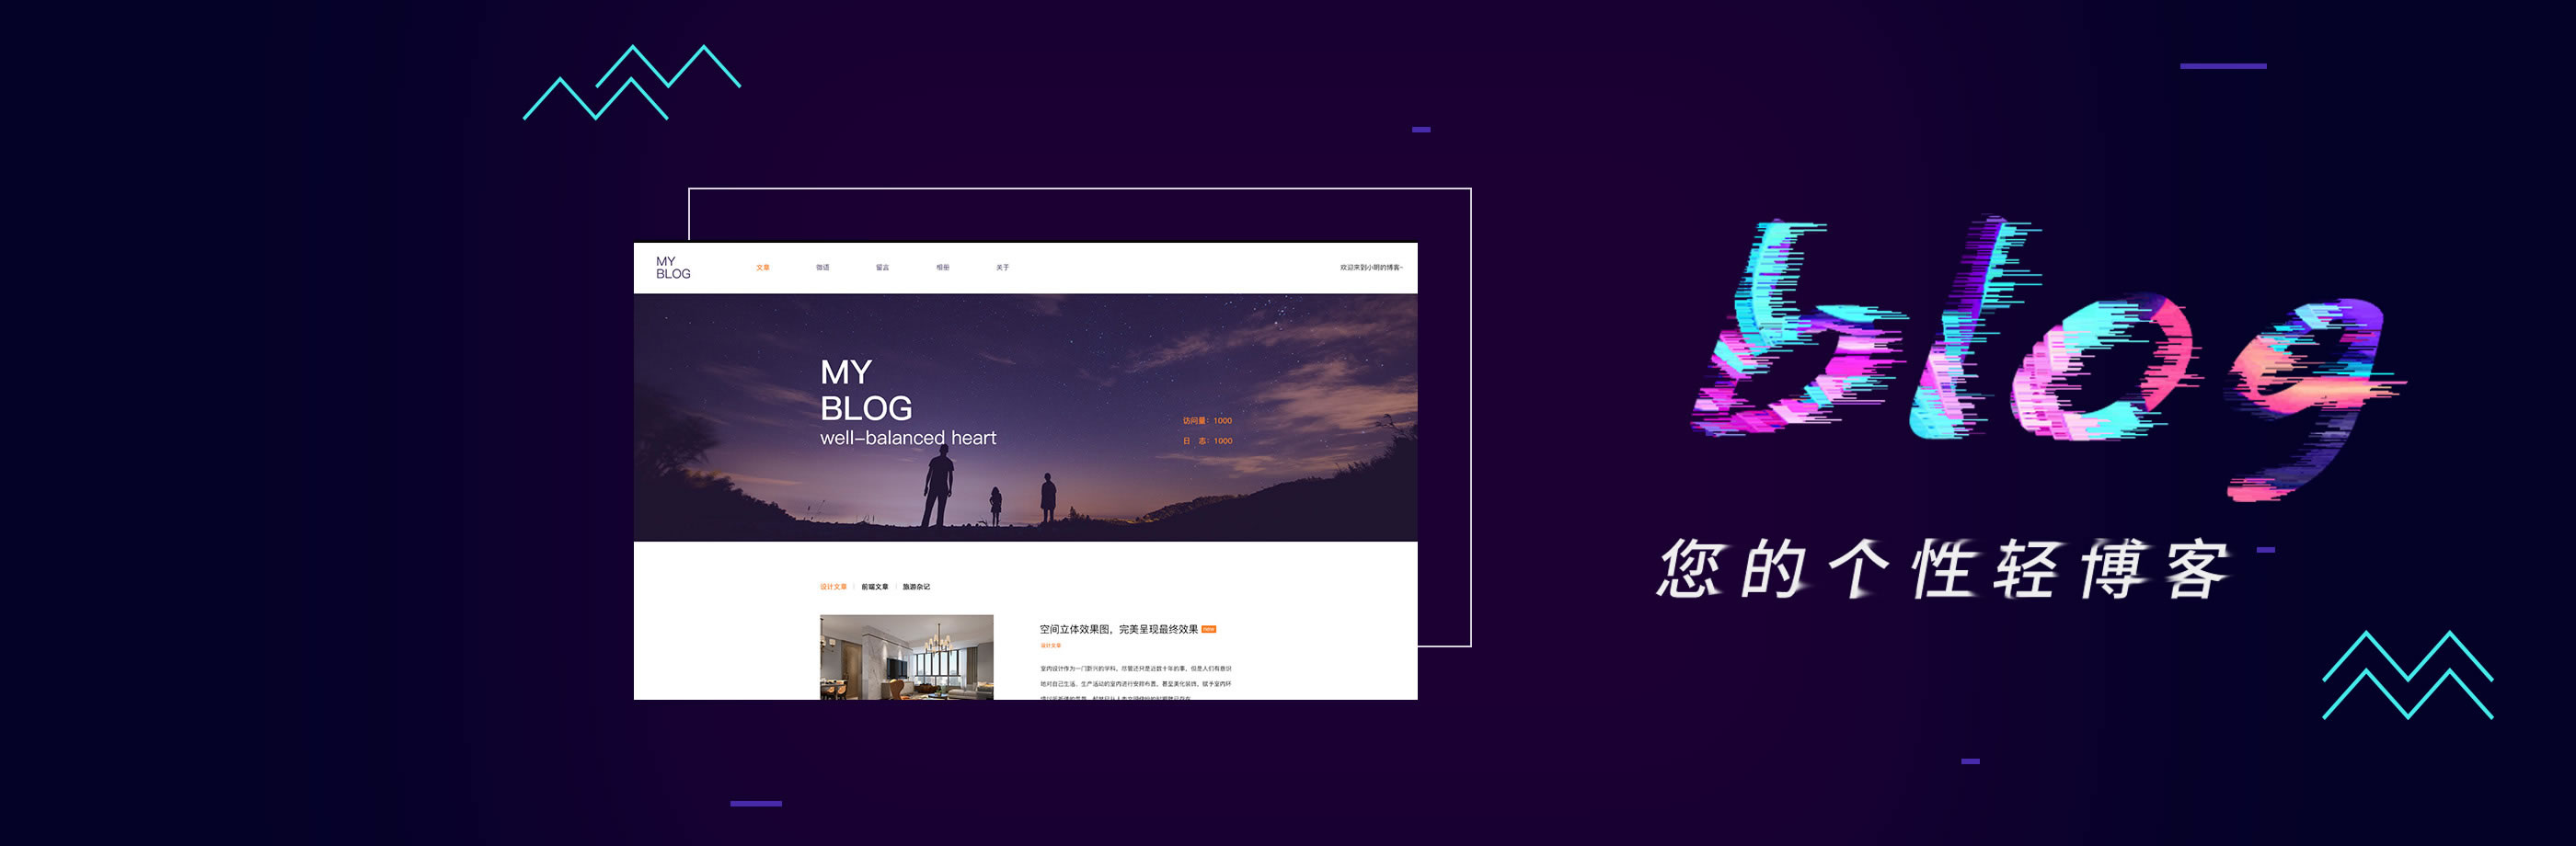 MY
BLOG
文章 微语 留言 相册 关于
欢迎来到小明的博客~
MY
BLOG
well-balanced heart
访问量：1000
日 志：1000
设计文章 | 前端文章 | 旅游杂记
空间立体效果图，完美呈现最终效果 new
设计文章
室内设计作为一门新兴的学科，尽管还只是近数十年的事，但是人们有意识
地对自己生活、生产活动的室内进行安排布置，甚至美化装饰，赋予室内环
blog
您的个性轻博客